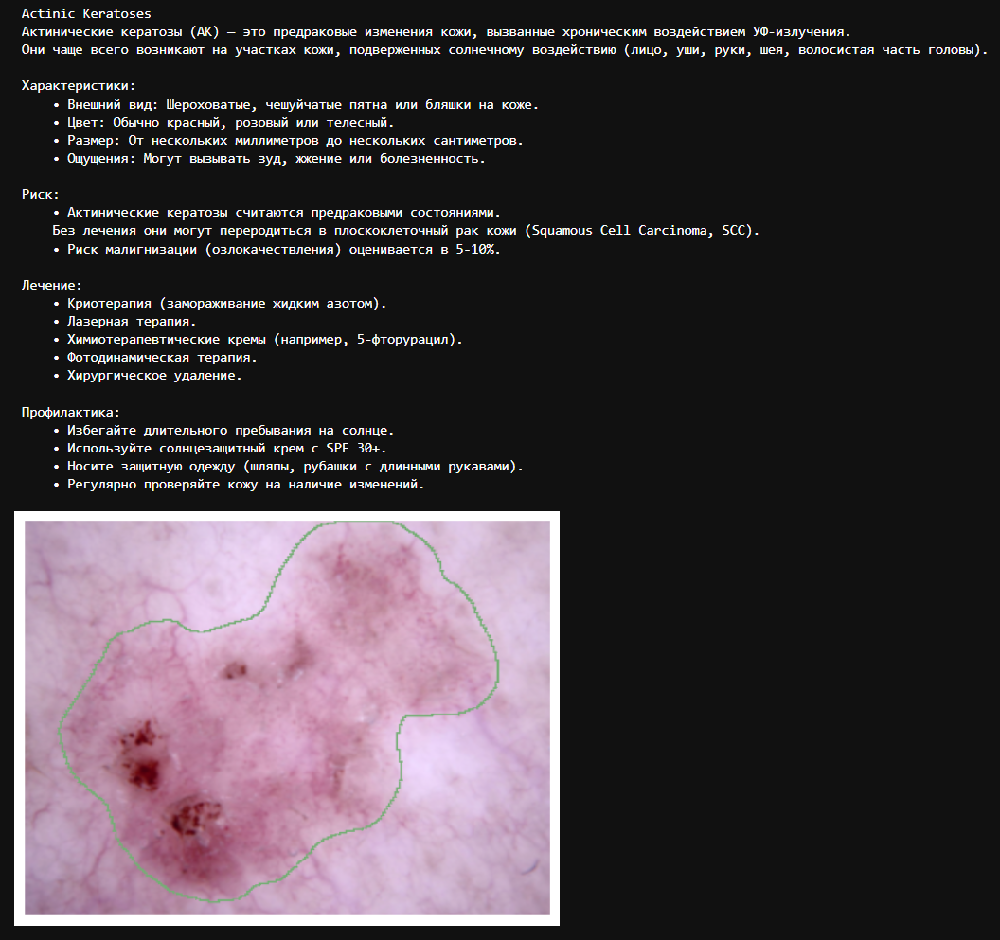 Actinic Keratoses
Актинические кератозы (АК) — это предраковые изменения кожи, вызванные хроническим воздействием УФ-излучения.
Они чаще всего возникают на участках кожи, подверженных солнечному воздействию (лицо, уши, руки, шея, волосистая часть головы).
Характеристики:
• Внешний вид: Шероховатые, чешуйчатые пятна или бляшки на коже.
• Цвет: Обычно красный, розовый или телесный.
• Размер: От нескольких миллиметров до нескольких сантиметров.
• Ощущения: Могут вызывать зуд, жжение или болезненность.
Риск:
• Актинические кератозы считаются предраковыми состояниями.
Без лечения они могут переродиться в плоскоклеточный рак кожи (Squamous Cell Carcinoma, SCC).
• Риск малигнизации (озлокачествления) оценивается в 5-10%.
Лечение:
• Криотерапия (замораживание жидким азотом).
• Лазерная терапия.
• Химиотерапевтические кремы (например, 5-фторурацил).
• Фотодинамическая терапия.
• Хирургическое удаление.
Профилактика:
• Избегайте длительного пребывания на солнце.
• Используйте солнцезащитный крем с SPF 30+.
• Носите защитную одежду (шляпы, рубашки с длинными рукавами).
• Регулярно проверяйте кожу на наличие изменений.